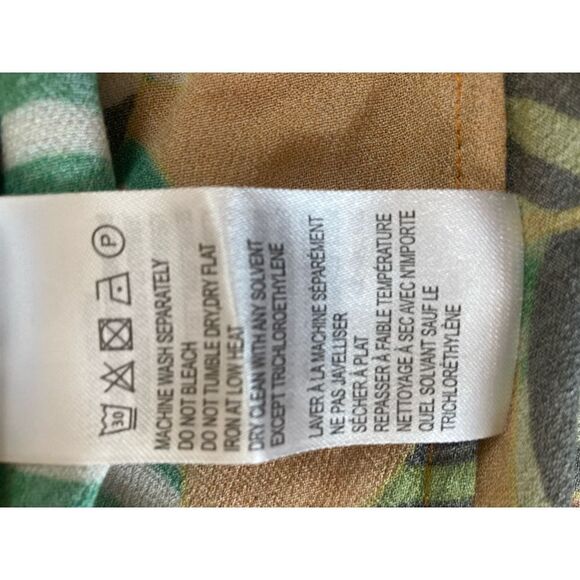 30 P
MACHINE WASH SEPARATELY
DO NOT BLEACH
DO NOT TUMBLE DRY,DRY FLAT
IRON AT LOW HEAT
DRY CLEAN WITH ANY SOLVENT
EXCEPT TRICHLOROETHYLENE
LAVER À LA MACHINE SÉPARÉMENT
NE PAS JAVELLISER
SÉCHER À PLAT
REPASSER À FAIBLE TEMPÉRATURE
NETTOYAGE À SEC AVEC N'IMPORTE
QUEL SOLVANT SAUF LE
TRICHLORÉTHYLÈNE